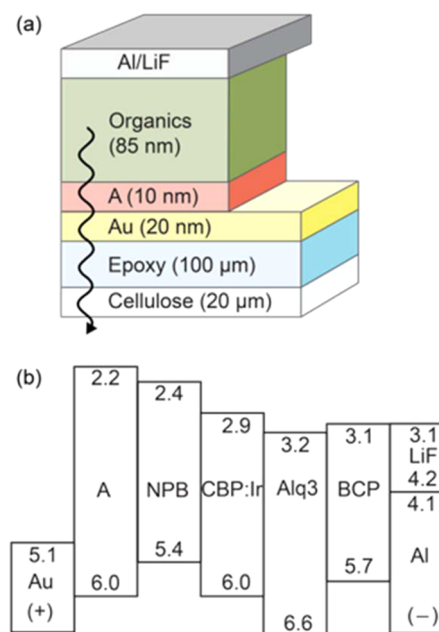 (a)
Al/LiF
Organics
(85 nm)
A (10 nm)
Au (20 nm)
Epoxy (100 μm)
Cellulose (20 μm)
(b)
2.2
2.4
2.9
3.2
3.1
3.1
LiF
4.2
4.1
A
NPB
CBP:Ir
Alq3
BCP
Al
5.1
Au
(+)
6.0
5.4
6.0
6.6
5.7
(−)